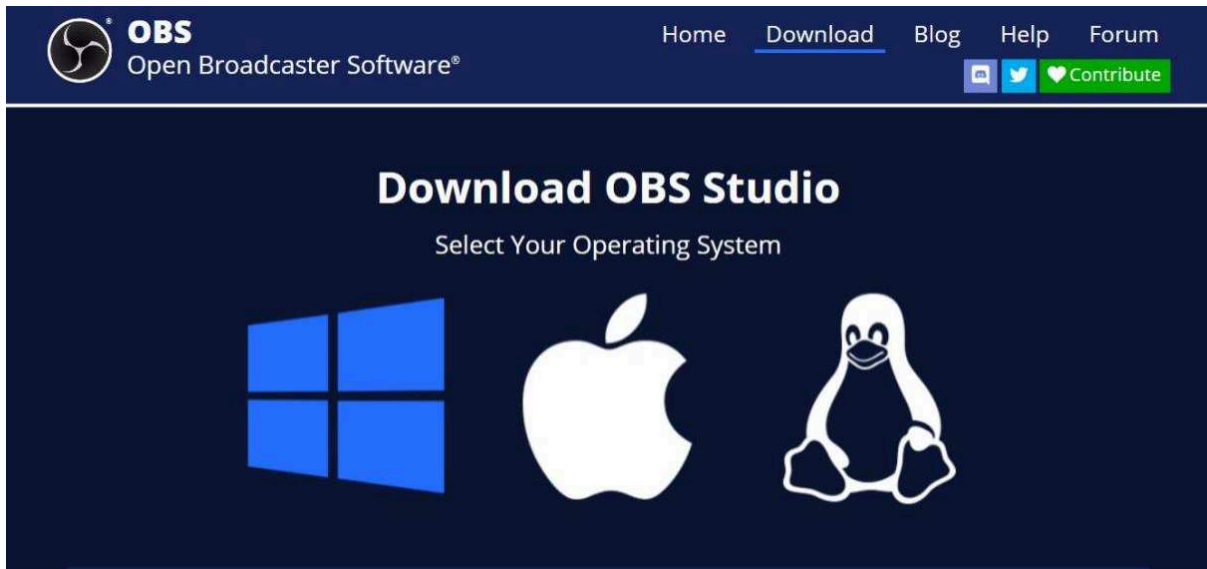 OBS
Open Broadcaster Software®
Home Download Blog Help Forum
Contribute
Download OBS Studio
Select Your Operating System